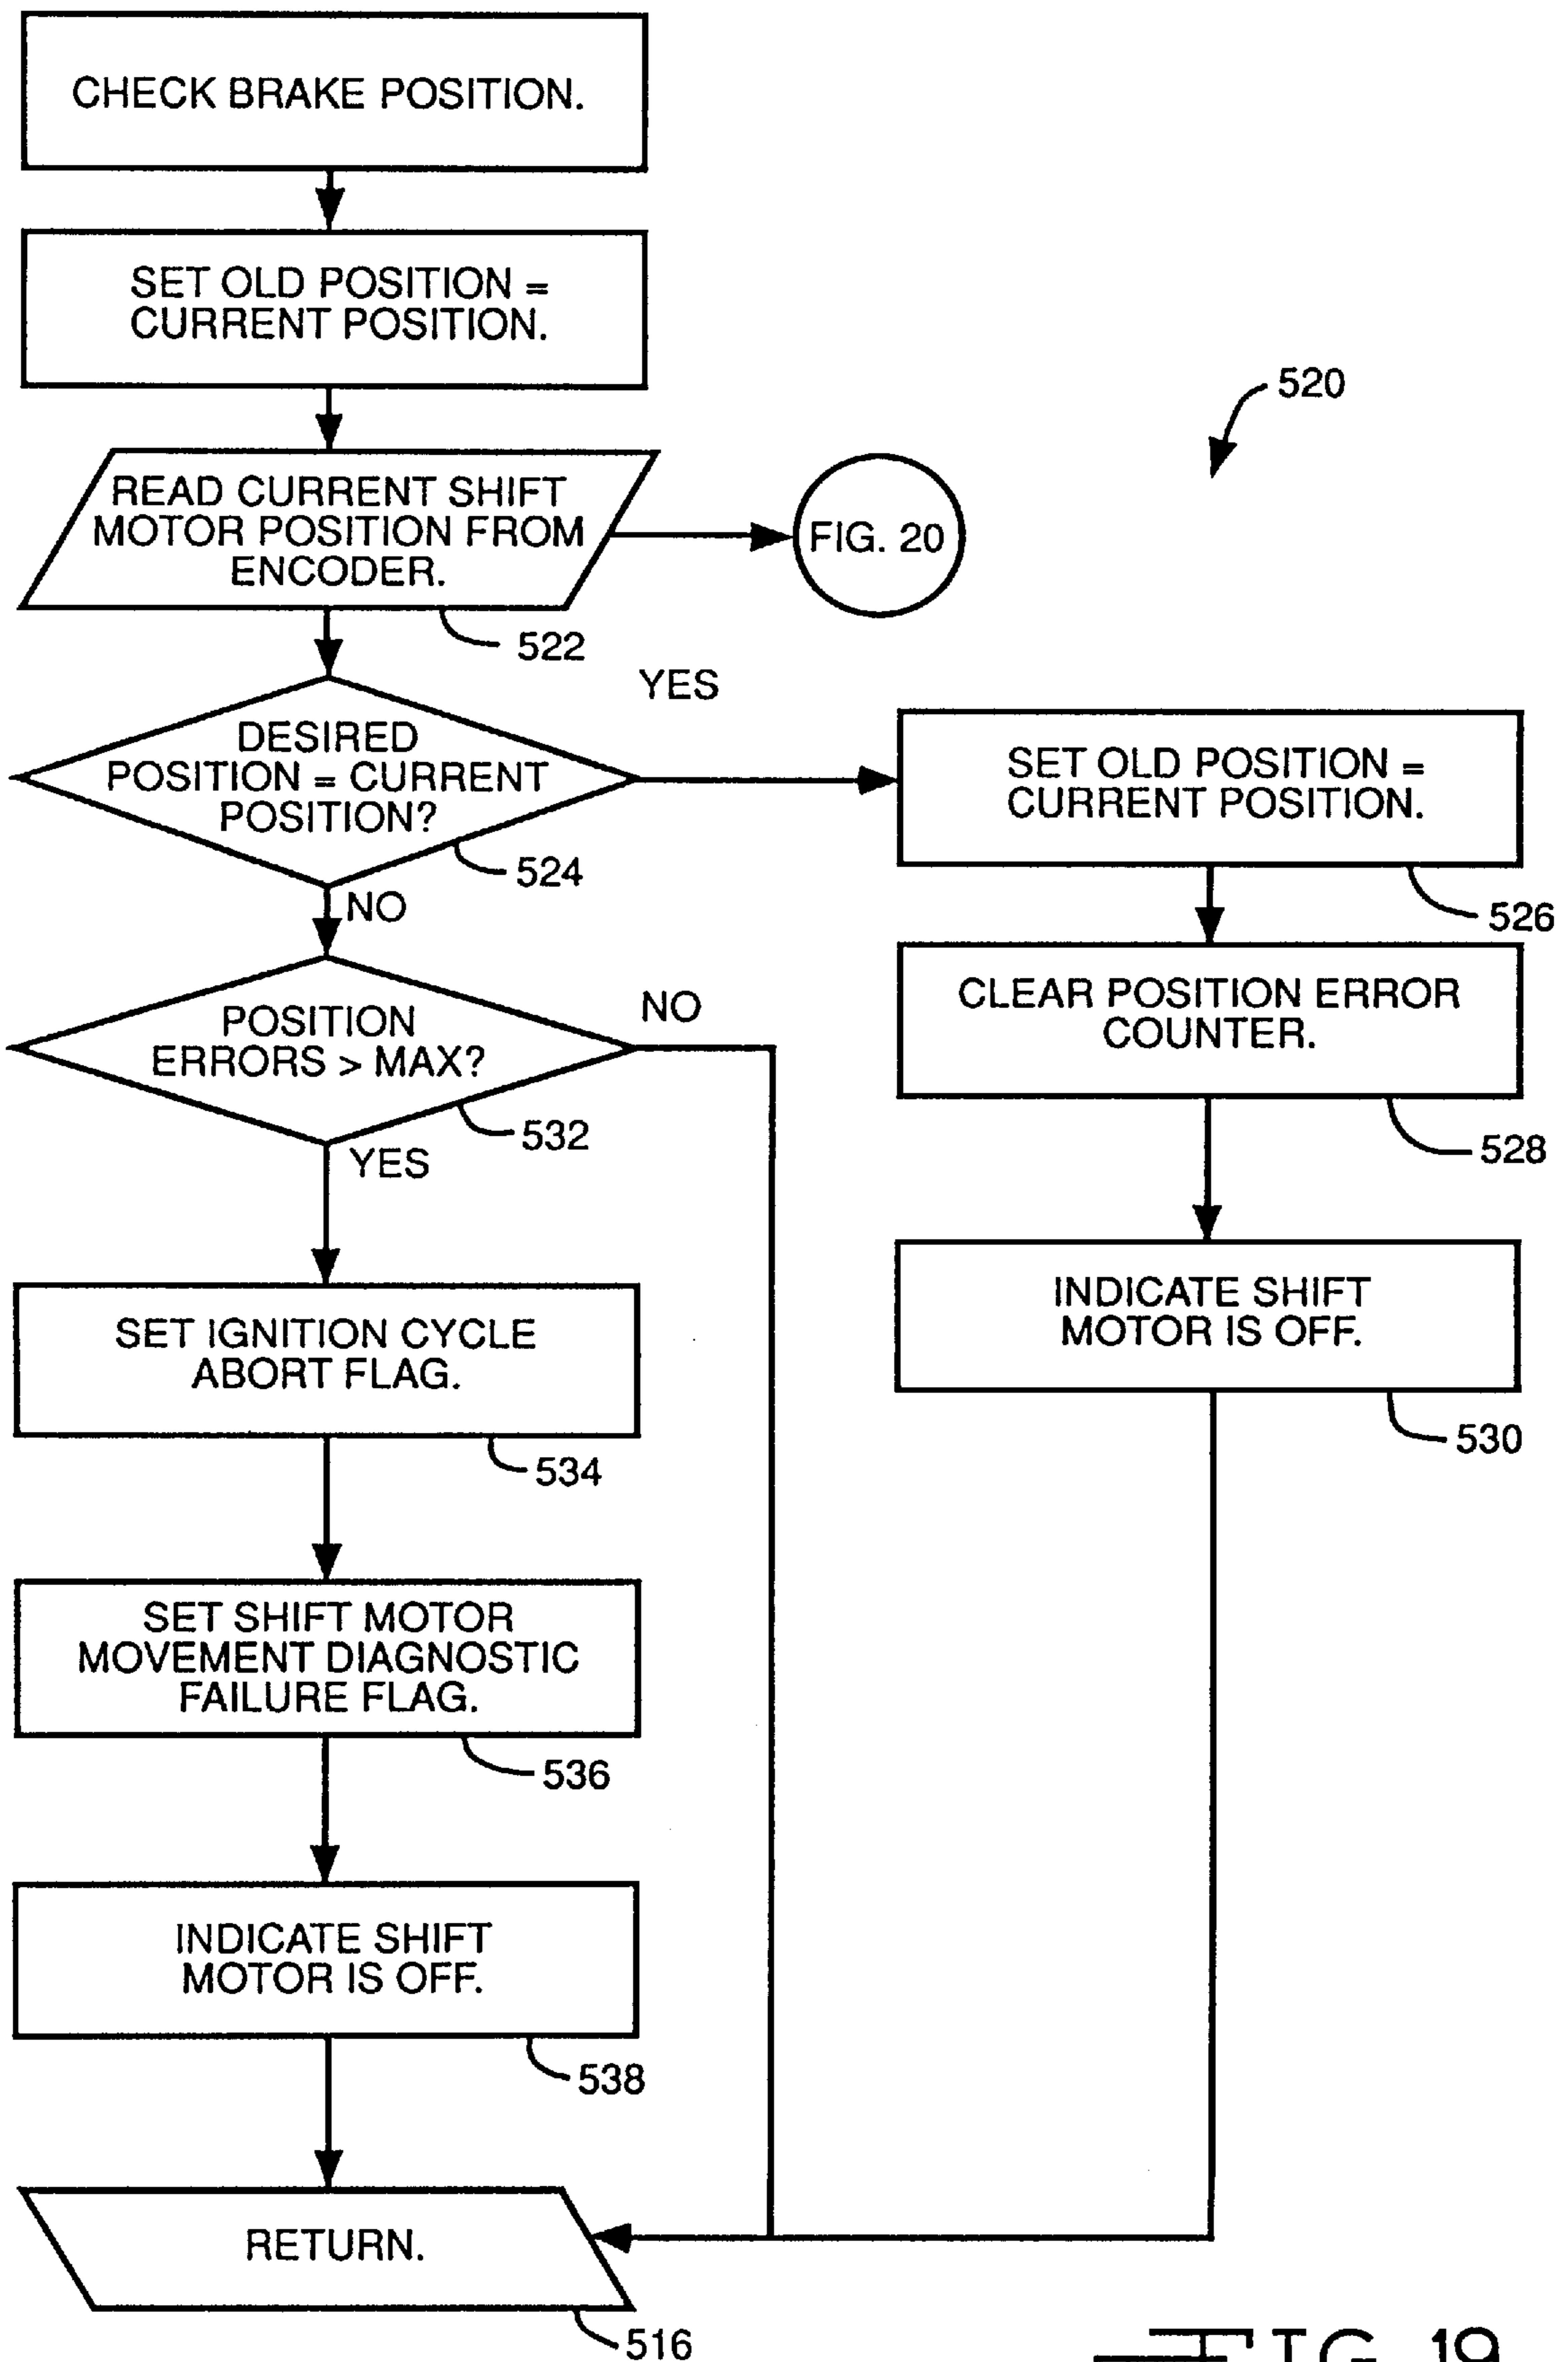 CHECK BRAKE POSITION.
SET OLD POSITION =
CURRENT POSITION.
520
READ CURRENT SHIFT
MOTOR POSITION FROM
ENCODER.
FIG. 20
522
YES
DESIRED
POSITION = CURRENT
POSITION?
524
NO
SET OLD POSITION =
CURRENT POSITION.
526
CLEAR POSITION ERROR
COUNTER.
528
POSITION
ERRORS > MAX?
NO
532
YES
INDICATE SHIFT
MOTOR IS OFF.
530
SET IGNITION CYCLE
ABORT FLAG.
534
SET SHIFT MOTOR
MOVEMENT DIAGNOSTIC
FAILURE FLAG.
536
INDICATE SHIFT
MOTOR IS OFF.
538
RETURN.
516
FIG. 19